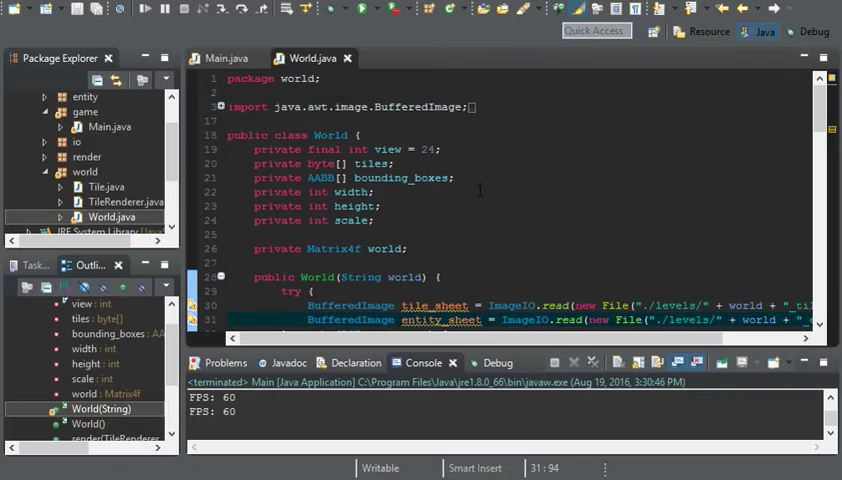 Quick Access
Resource
Java
Debug
Package Explorer
entity
game
Main.java
io
render
world
Tile.java
TileRenderer.java
World.java
JRE System Library
Task...
Outli...
view : int
tiles : byte[]
bounding_boxes : A
width : int
height : int
scale : int
world : Matrix4f
World(String)
World()
render(TileRenderer
Main.java
World.java
1 package world;
3 import java.awt.image.BufferedImage;
17
18 public class World {
19 private final int view = 24;
20 private byte[] tiles;
21 private AABB[] bounding_boxes;
22 private int width;
23 private int height;
24 private int scale;
25
26 private Matrix4f world;
27
28 public World(String world) {
29 try {
30 BufferedImage tile_sheet = ImageIO.read(new File("./levels/" + world + "_til
31 BufferedImage entity_sheet = ImageIO.read(new File("./levels/" + world + "_
Problems
Javadoc
Declaration
Console
Debug
<terminated> Main [Java Application] C:\Program Files\Java\jre1.8.0_66\bin\javaw.exe (Aug 19, 2016, 3:30:46 PM)
FPS: 60
FPS: 60
Writable
Smart Insert
31 : 94